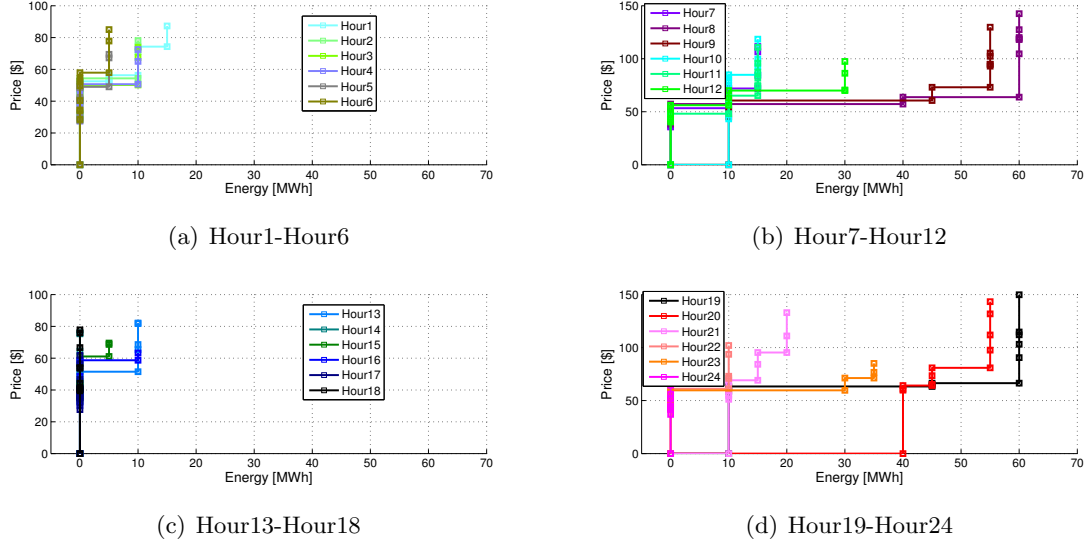 100
80
60
40
20
0
Price [$]
0 10 20 30 40 50 60 70
Energy [MWh]
Hour1
Hour2
Hour3
Hour4
Hour5
Hour6
(a) Hour1-Hour6
150
100
50
0
Price [$]
0 10 20 30 40 50 60 70
Energy [MWh]
Hour7
Hour8
Hour9
Hour10
Hour11
Hour12
(b) Hour7-Hour12
100
80
60
40
20
0
Price [$]
0 10 20 30 40 50 60 70
Energy [MWh]
Hour13
Hour14
Hour15
Hour16
Hour17
Hour18
(c) Hour13-Hour18
150
100
50
0
Price [$]
0 10 20 30 40 50 60 70
Energy [MWh]
Hour19
Hour20
Hour21
Hour22
Hour23
Hour24
(d) Hour19-Hour24